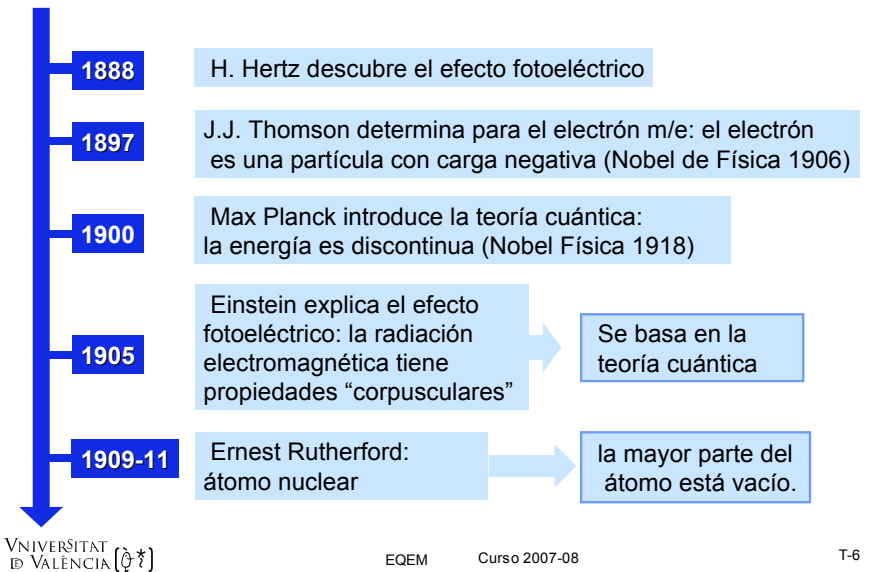 1888
H. Hertz descubre el efecto fotoeléctrico
1897
J.J. Thomson determina para el electrón m/e: el electrón
es una partícula con carga negativa (Nobel de Física 1906)
1900
Max Planck introduce la teoría cuántica:
la energía es discontinua (Nobel Física 1918)
1905
Einstein explica el efecto
fotoeléctrico: la radiación
electromagnética tiene
propiedades “corpusculares”
Se basa en la
teoría cuántica
1909-11
Ernest Rutherford:
átomo nuclear
la mayor parte del
átomo está vacío.
VNIVERSITAT
ID VALÈNCIA
EQEM
Curso 2007-08
T-6